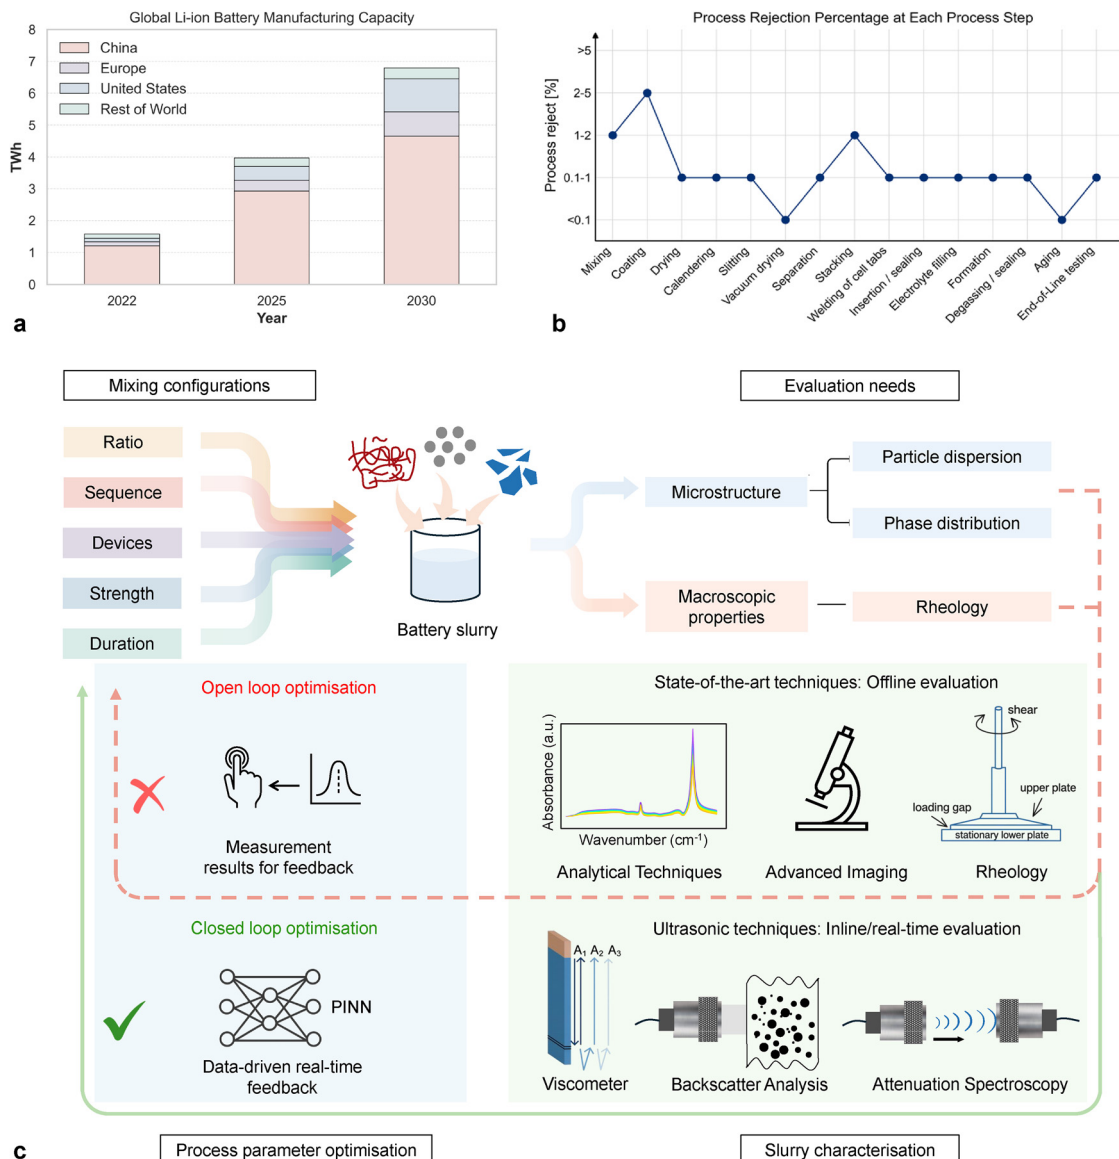 Global Li-ion Battery Manufacturing Capacity
8
7
6
5
4
3
2
1
0
TWh
China
Europe
United States
Rest of World
2022
2025
2030
Year
a
Process Rejection Percentage at Each Process Step
Process reject [%]
>5
2-5
1-2
0.1-1
<0.1
Mixing
Coating
Drying
Calendering
Slitting
Vacuum drying
Separation
Stacking
Welding of cell tabs
Insertion / sealing
Electrolyte filling
Formation
Degassing / sealing
Aging
End-of-Line testing
b
Mixing configurations
Ratio
Sequence
Devices
Strength
Duration
Battery slurry
Evaluation needs
Microstructure
Particle dispersion
Phase distribution
Macroscopic
properties
Rheology
Open loop optimisation
Measurement
results for feedback
State-of-the-art techniques: Offline evaluation
Absorbance (a.u.)
Wavenumber (cm⁻¹)
Analytical Techniques
Advanced Imaging
shear
upper plate
loading gap
stationary lower plate
Rheology
Closed loop optimisation
PINN
Data-driven real-time
feedback
Ultrasonic techniques: Inline/real-time evaluation
A₁ A₂ A₃
Viscometer
Backscatter Analysis
Attenuation Spectroscopy
c
Process parameter optimisation
Slurry characterisation